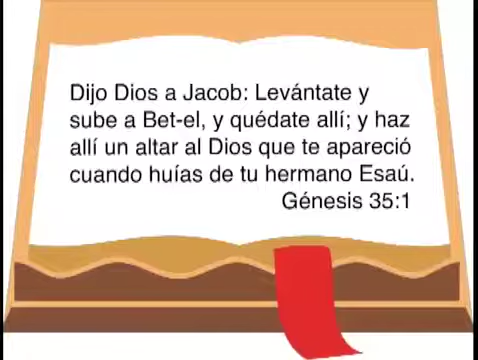 Dijo Dios a Jacob: Levántate y
sube a Bet-el, y quédate allí; y haz
allí un altar al Dios que te apareció
cuando huías de tu hermano Esaú.
Génesis 35:1